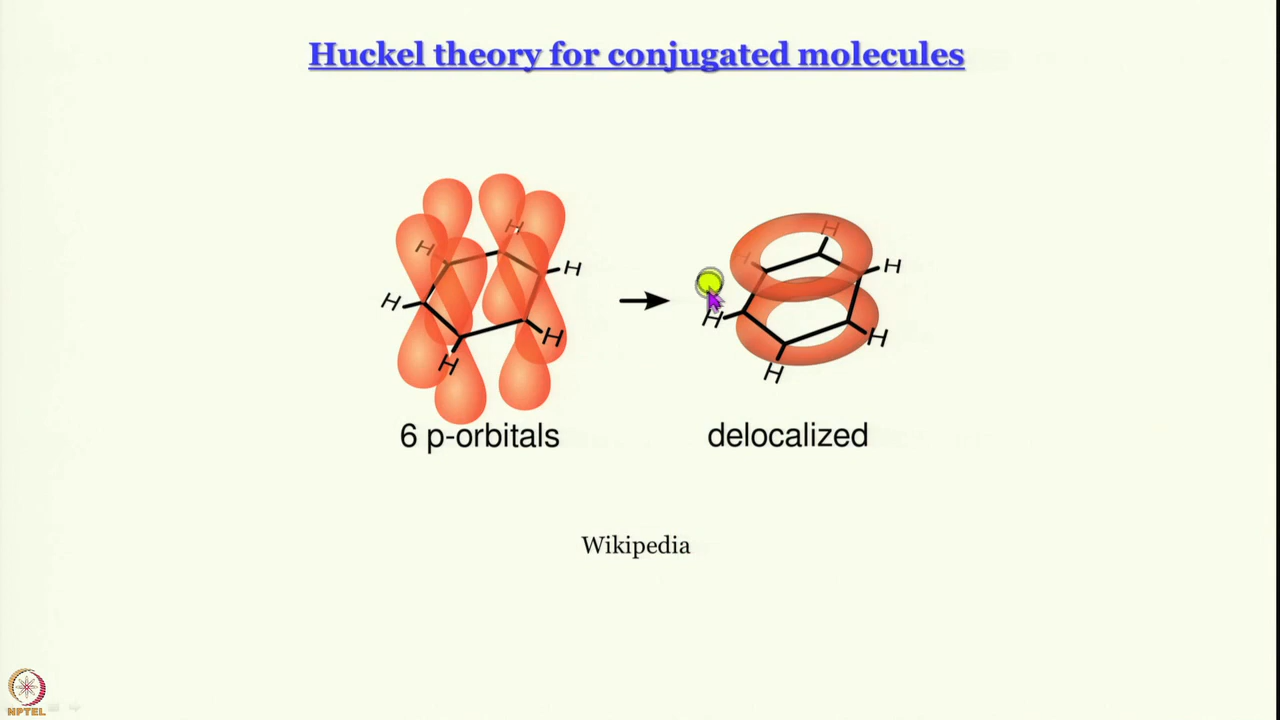 Huckel theory for conjugated molecules
H H H
H H
H H
H
H
H
H
H
6 p-orbitals delocalized
Wikipedia
NPTEL